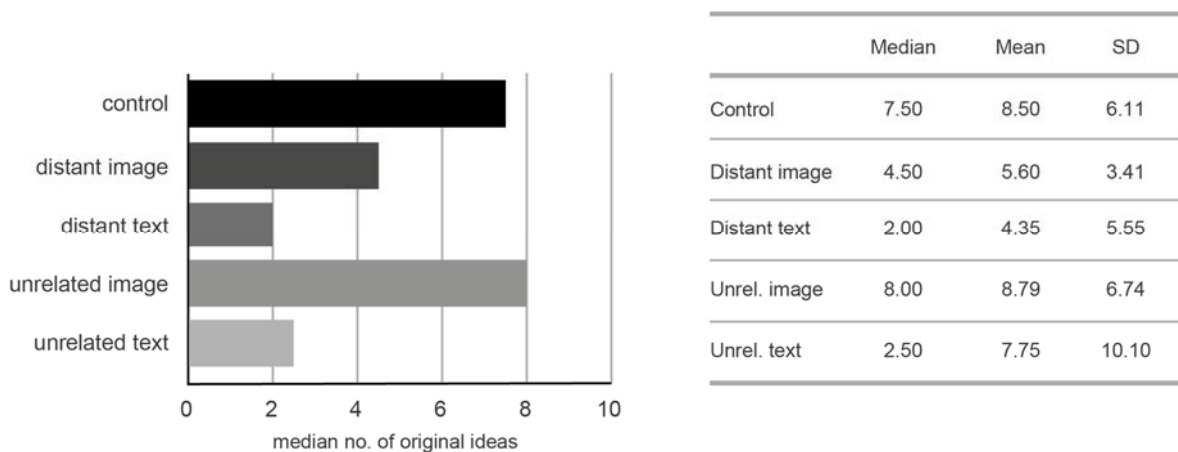 control
distant image
distant text
unrelated image
unrelated text
0 2 4 6 8 10
median no. of original ideas
Median Mean SD
Control 7.50 8.50 6.11
Distant image 4.50 5.60 3.41
Distant text 2.00 4.35 5.55
Unrel. image 8.00 8.79 6.74
Unrel. text 2.50 7.75 10.10